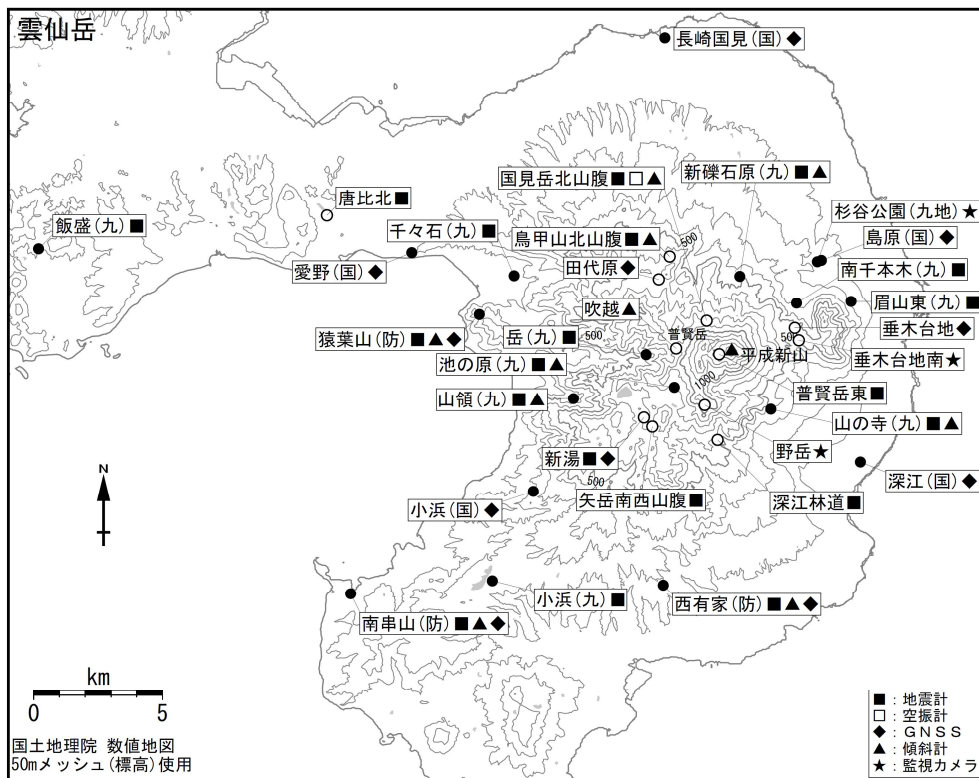 雲仙岳
長崎国見(国)◆
国見岳北山腹■□▲
新礫石原(九)■▲
唐比北■
飯盛(九)■
千々石(九)■
杉谷公園(九地)★
鳥甲山北山腹■▲
島原(国)◆
愛野(国)◆
田代原◆
500
南千本木(九)■
吹越▲
眉山東(九)■
猿葉山(防)■▲◆
岳(九)■
500
普賢岳
500
垂木台地◆
池の原(九)■▲
平成新山
垂木台地南★
山領(九)■▲
1000
普賢岳東■
山の寺(九)■▲
新湯■◆
野岳★
500
小浜(国)◆
矢岳南西山腹■
深江林道■
深江(国)◆
N
小浜(九)■
西有家(防)■▲◆
南串山(防)■▲◆
km
0 5
国土地理院 数値地図
50mメッシュ(標高)使用
■:地震計
□:空振計
◆:GNSS
▲:傾斜計
★:監視カメラ